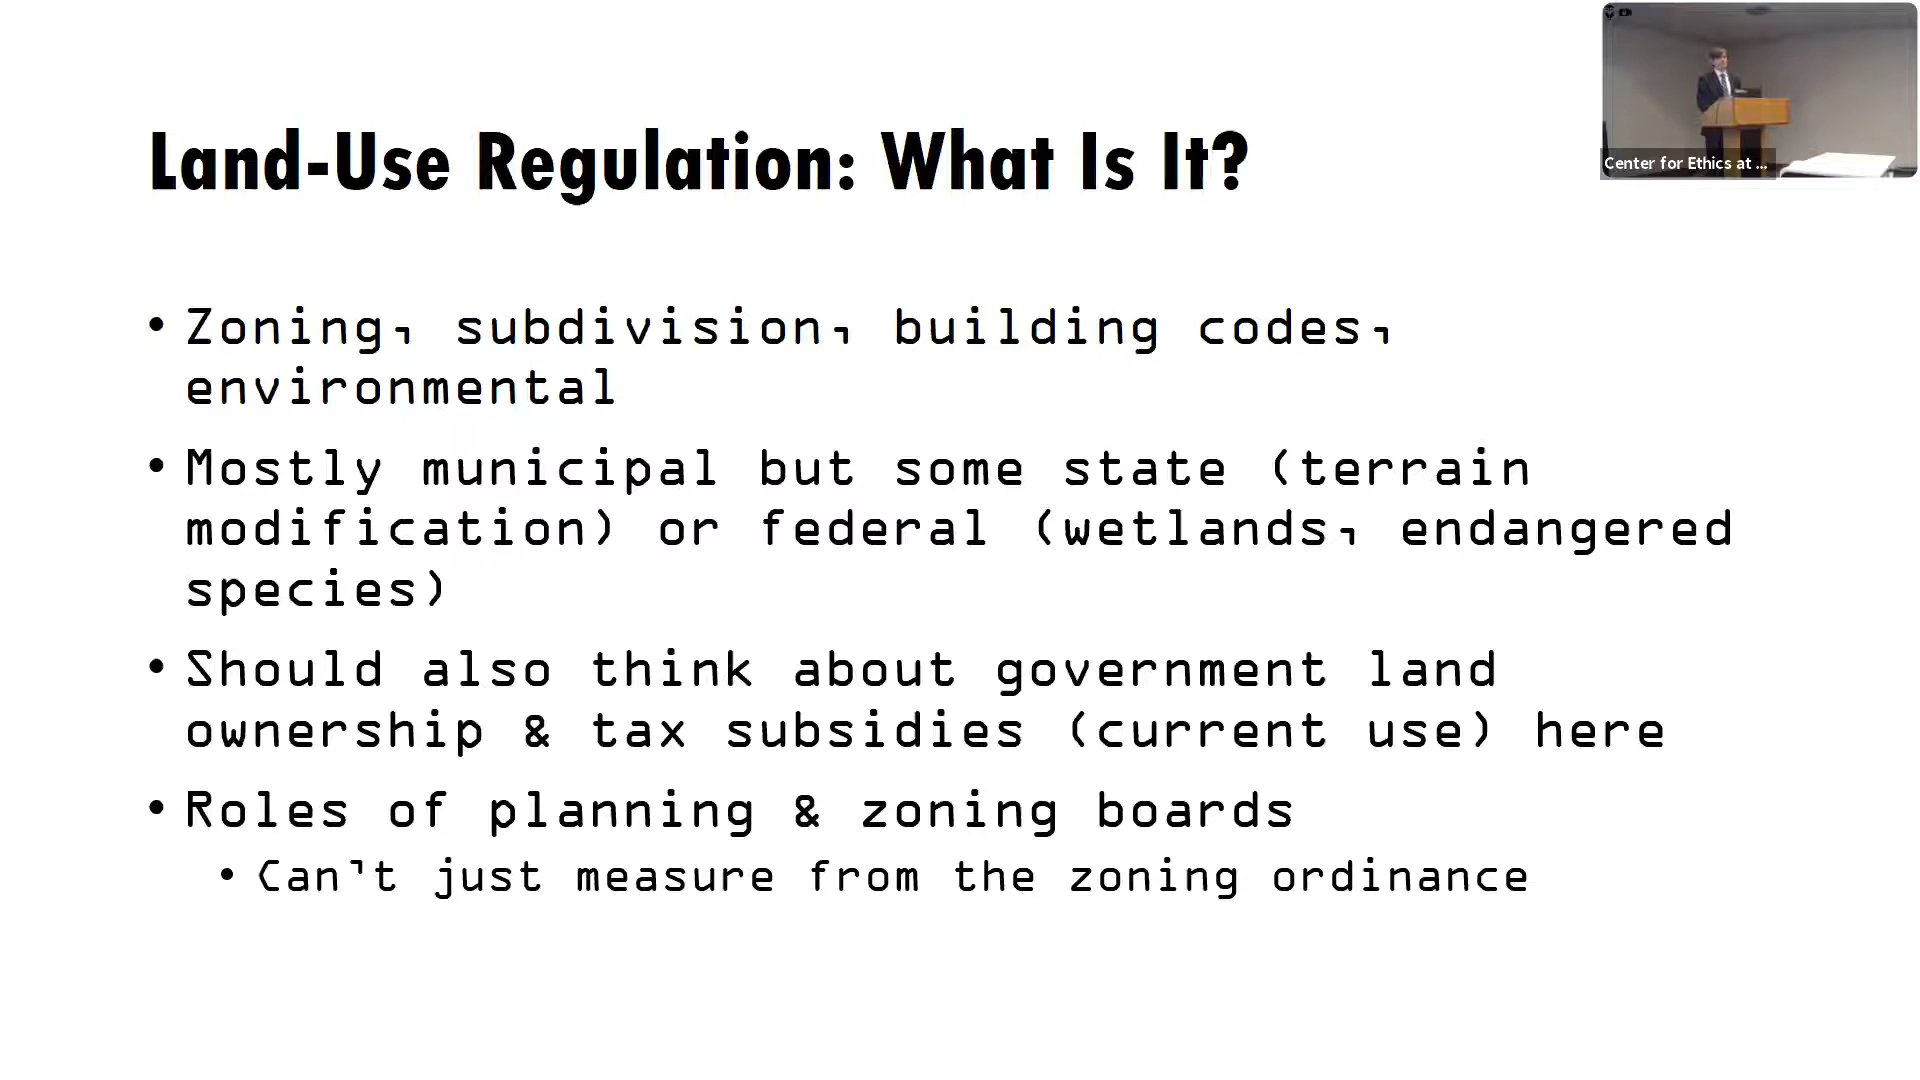 Land-Use Regulation: What Is It?
Center for Ethics at ...
• Zoning, subdivision, building codes,
environmental
• Mostly municipal but some state (terrain
modification) or federal (wetlands, endangered
species)
• Should also think about government land
ownership & tax subsidies (current use) here
• Roles of planning & zoning boards
• Can't just measure from the zoning ordinance